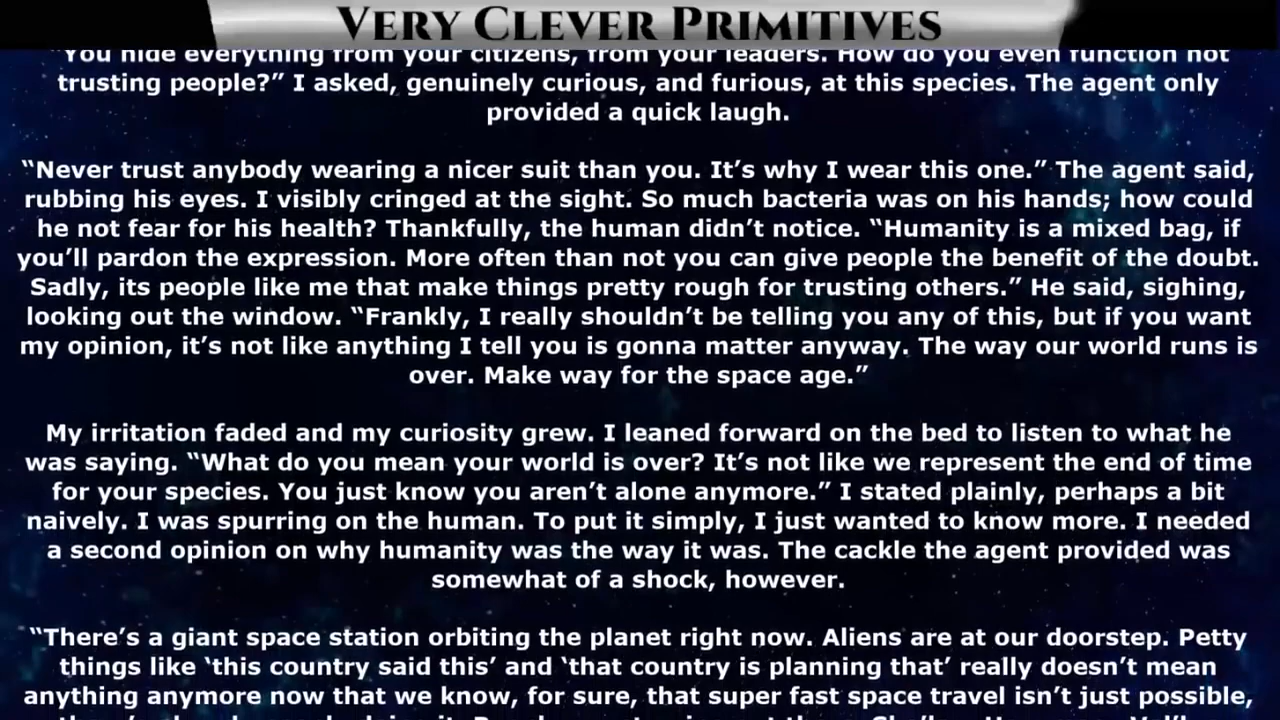 VERY CLEVER PRIMITIVES
“You hide everything from your citizens, from your leaders. How do you even function not
trusting people?” I asked, genuinely curious, and furious, at this species. The agent only
provided a quick laugh.
“Never trust anybody wearing a nicer suit than you. It’s why I wear this one.” The agent said,
rubbing his eyes. I visibly cringed at the sight. So much bacteria was on his hands; how could
he not fear for his health? Thankfully, the human didn’t notice. “Humanity is a mixed bag, if
you’ll pardon the expression. More often than not you can give people the benefit of the doubt.
Sadly, its people like me that make things pretty rough for trusting others.” He said, sighing,
looking out the window. “Frankly, I really shouldn’t be telling you any of this, but if you want
my opinion, it’s not like anything I tell you is gonna matter anyway. The way our world runs is
over. Make way for the space age.”
My irritation faded and my curiosity grew. I leaned forward on the bed to listen to what he
was saying. “What do you mean your world is over? It’s not like we represent the end of time
for your species. You just know you aren’t alone anymore.” I stated plainly, perhaps a bit
naively. I was spurring on the human. To put it simply, I just wanted to know more. I needed
a second opinion on why humanity was the way it was. The cackle the agent provided was
somewhat of a shock, however.
“There’s a giant space station orbiting the planet right now. Aliens are at our doorstep. Petty
things like ‘this country said this’ and ‘that country is planning that’ really doesn’t mean
anything anymore now that we know, for sure, that super fast space travel isn’t just possible,